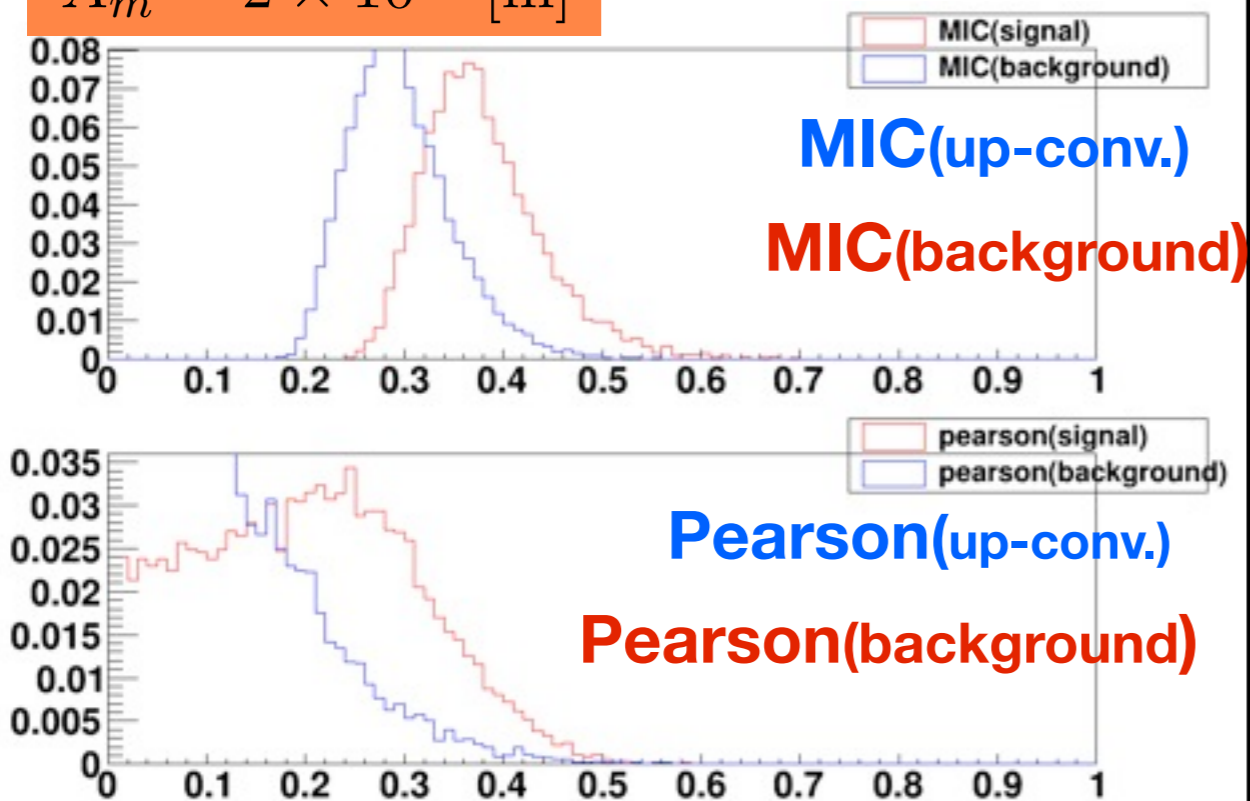 MIC(signal)
MIC(background)
MIC(up-conv.)
MIC(background)
0.08
0.07
0.06
0.05
0.04
0.03
0.02
0.01
0
0 0.1 0.2 0.3 0.4 0.5 0.6 0.7 0.8 0.9 1
pearson(signal)
pearson(background)
Pearson(up-conv.)
Pearson(background)
0.035
0.03
0.025
0.02
0.015
0.01
0.005
0
0 0.1 0.2 0.3 0.4 0.5 0.6 0.7 0.8 0.9 1